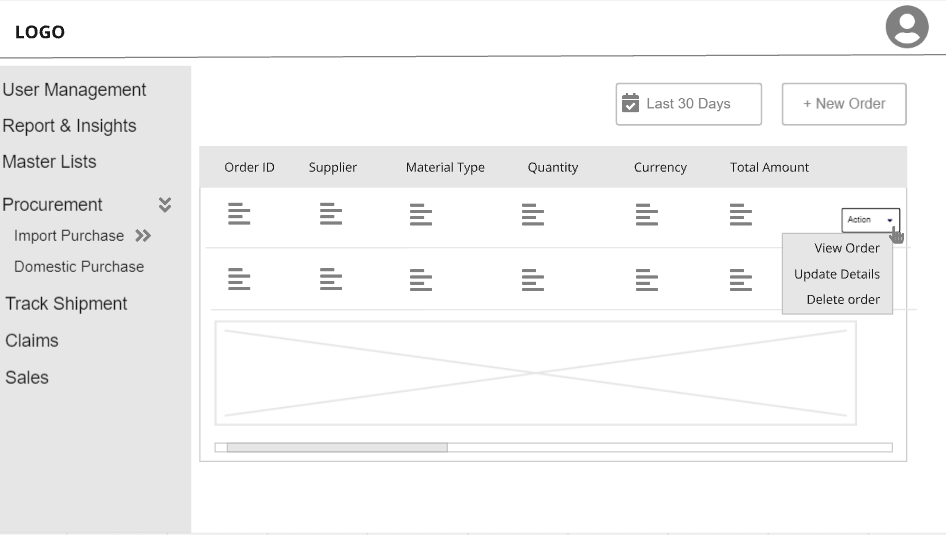 LOGO
User Management
Report & Insights
Master Lists
Procurement
Import Purchase
Domestic Purchase
Track Shipment
Claims
Sales
Last 30 Days
+ New Order
Order ID Supplier Material Type Quantity Currency Total Amount
Action
View Order
Update Details
Delete order